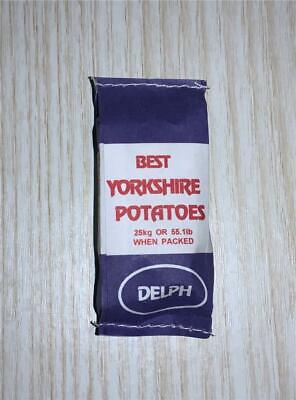 BEST
YORKSHIRE
POTATOES
25kg OR 55.1lb
WHEN PACKED
DELPH